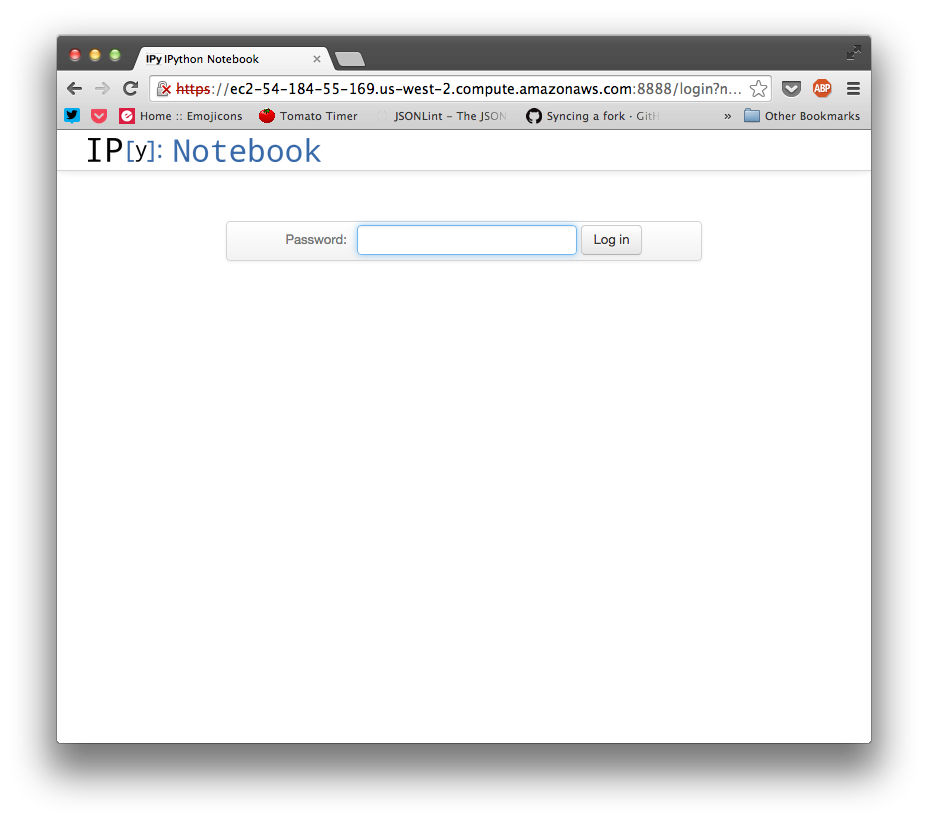 IPy IPython Notebook
https://ec2-54-184-55-169.us-west-2.compute.amazonaws.com:8888/login?n...
ABP
Home :: Emojicons Tomato Timer JSONLint – The JSON Syncing a fork · GitH » Other Bookmarks
IP[y]: Notebook
Password: Log in